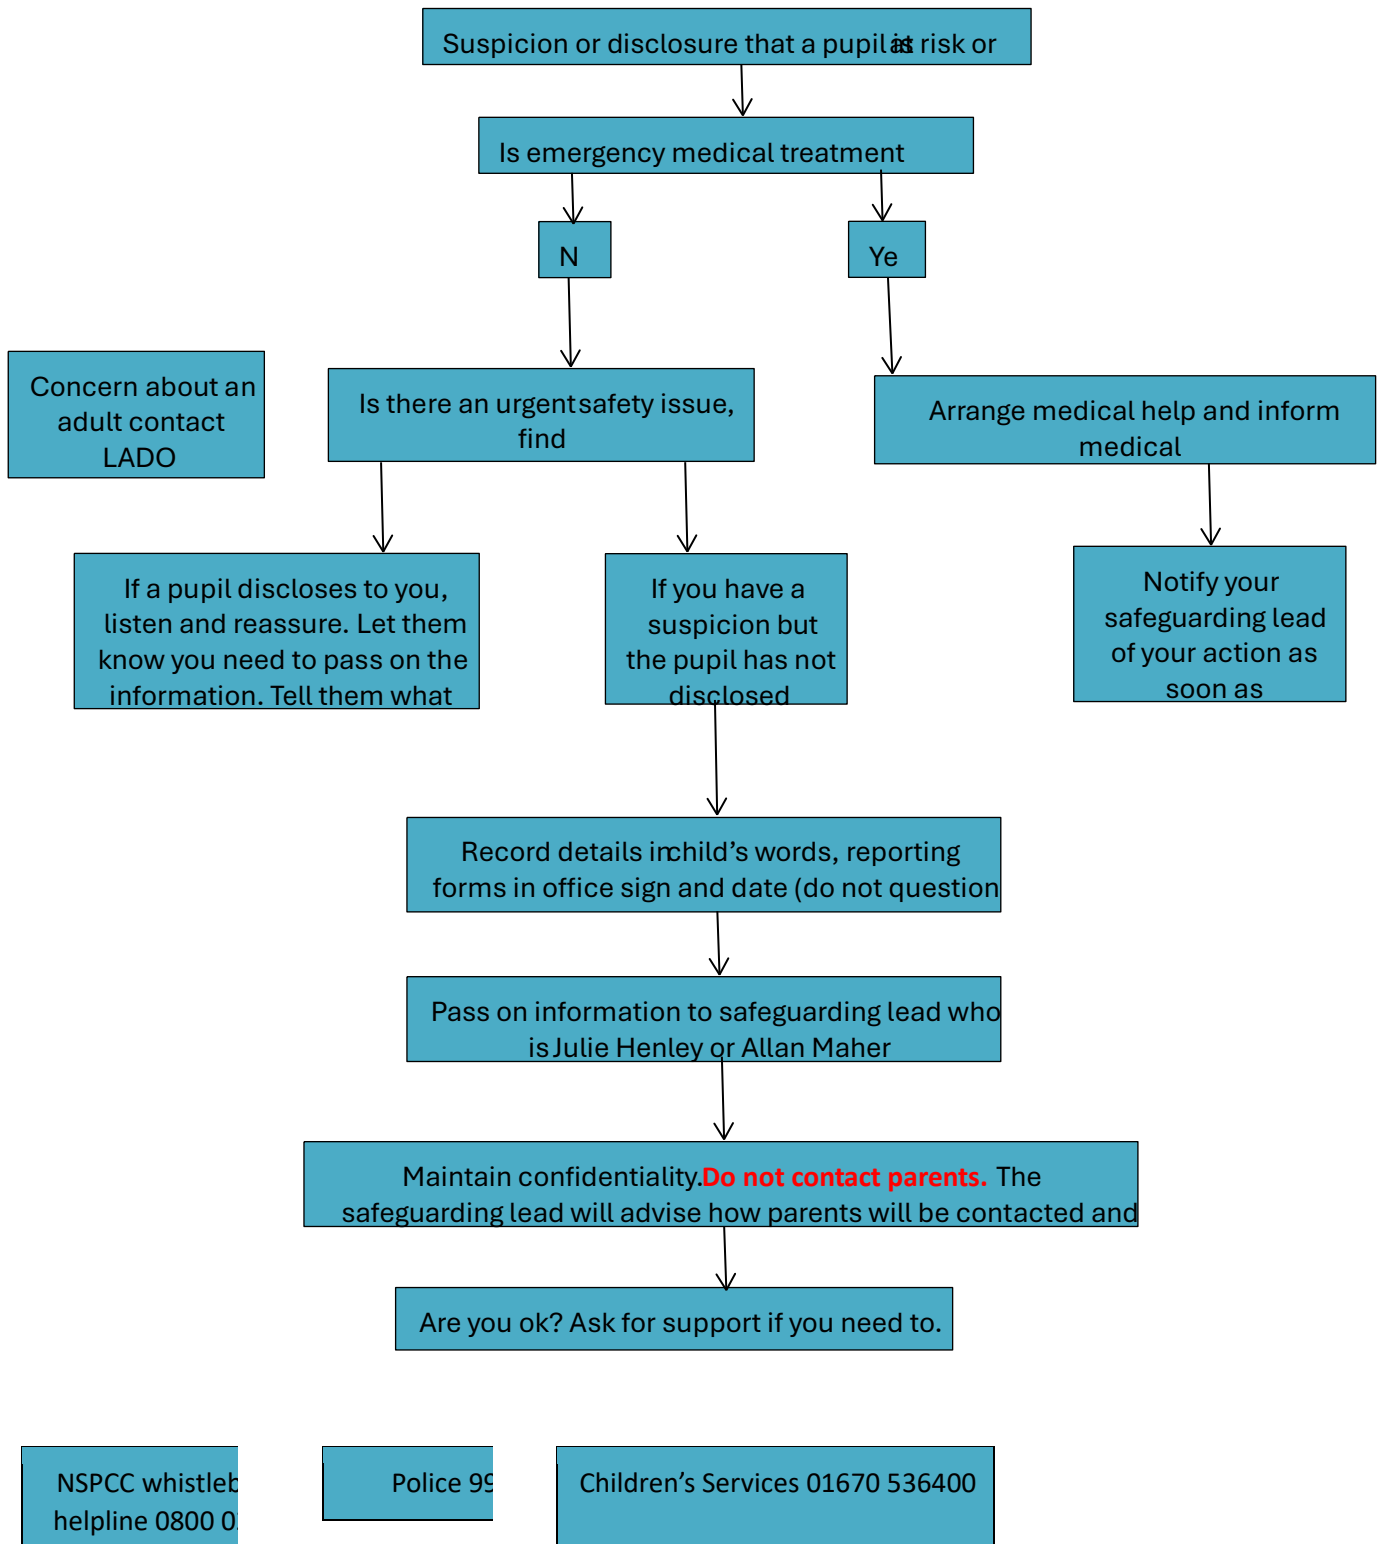 Suspicion or disclosure that a pupil is at risk or
Is emergency medical treatment
N
Ye
Concern about an
adult contact
LADO
Is there an urgent safety issue,
find
Arrange medical help and inform
medical
If a pupil discloses to you,
listen and reassure. Let them
know you need to pass on the
information. Tell them what
If you have a
suspicion but
the pupil has not
disclosed
Notify your
safeguarding lead
of your action as
soon as
Record details in child’s words, reporting
forms in office sign and date (do not question
Pass on information to safeguarding lead who
is Julie Henley or Allan Maher
Maintain confidentiality. Do not contact parents. The
safeguarding lead will advise how parents will be contacted and
Are you ok? Ask for support if you need to.
NSPCC whistleb
helpline 0800 0
Police 99
Children’s Services 01670 536400